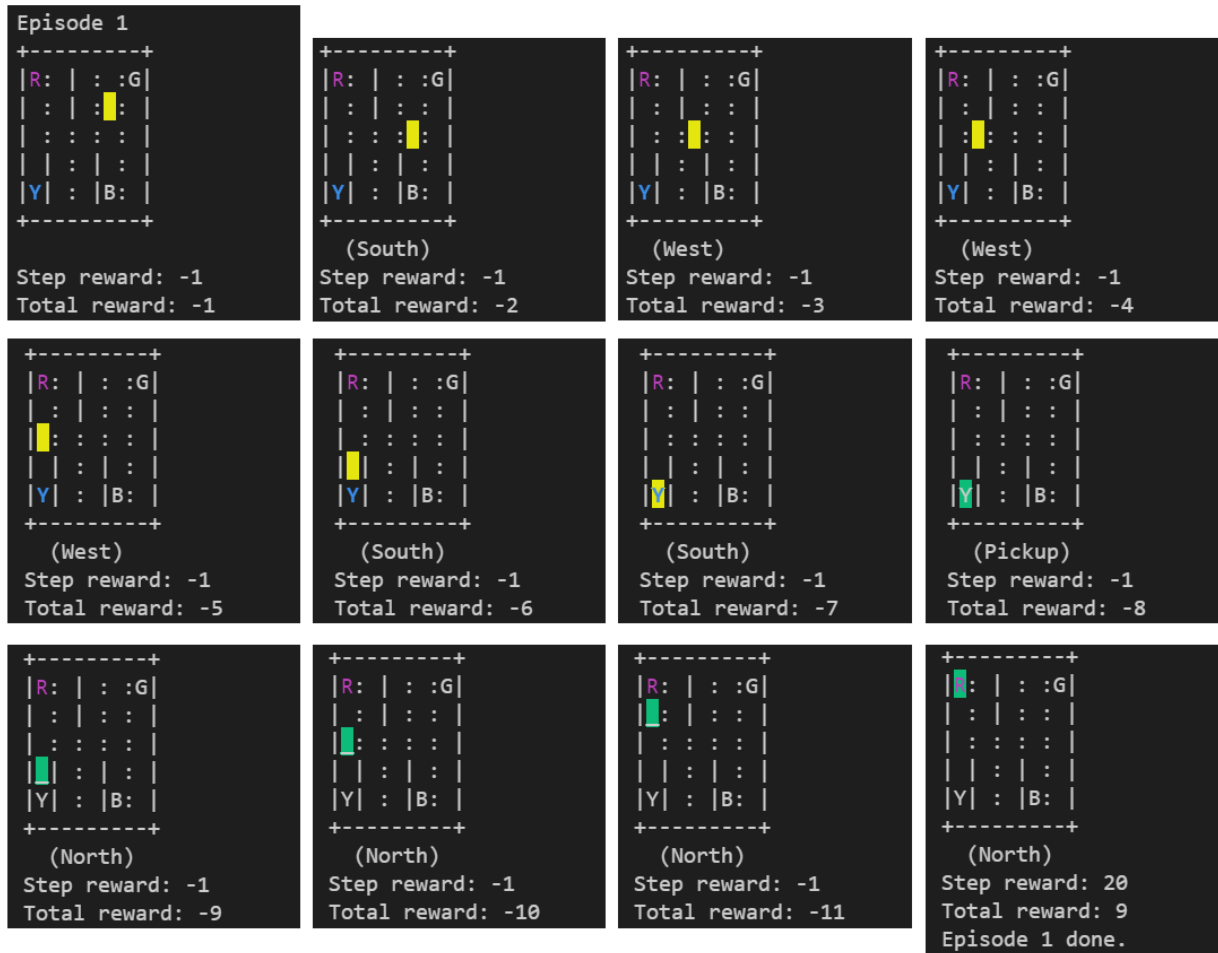 Episode 1
+---------+
|R: | : :G|
| : | : : |
| : : : : |
| | : | : |
|Y| : |B: |
+---------+
Step reward: -1
Total reward: -1
+---------+
|R: | : :G|
| : | : : |
| : : : : |
| | : | : |
|Y| : |B: |
+---------+
(South)
Step reward: -1
Total reward: -2
+---------+
|R: | : :G|
| : | : : |
| : : : : |
| | : | : |
|Y| : |B: |
+---------+
(West)
Step reward: -1
Total reward: -3
+---------+
|R: | : :G|
| : | : : |
| : : : : |
| | : | : |
|Y| : |B: |
+---------+
(West)
Step reward: -1
Total reward: -4
+---------+
|R: | : :G|
| : | : : |
| : : : : |
| | : | : |
|Y| : |B: |
+---------+
(West)
Step reward: -1
Total reward: -5
+---------+
|R: | : :G|
| : | : : |
| : : : : |
| | : | : |
|Y| : |B: |
+---------+
(South)
Step reward: -1
Total reward: -6
+---------+
|R: | : :G|
| : | : : |
| : : : : |
| | : | : |
|Y| : |B: |
+---------+
(South)
Step reward: -1
Total reward: -7
+---------+
|R: | : :G|
| : | : : |
| : : : : |
| | : | : |
|Y| : |B: |
+---------+
(Pickup)
Step reward: -1
Total reward: -8
+---------+
|R: | : :G|
| : | : : |
| : : : : |
|_| : | : |
|Y| : |B: |
+---------+
(North)
Step reward: -1
Total reward: -9
+---------+
|R: | : :G|
| : | : : |
|_: : : : |
| | : | : |
|Y| : |B: |
+---------+
(North)
Step reward: -1
Total reward: -10
+---------+
|R: | : :G|
|_: | : : |
| : : : : |
| | : | : |
|Y| : |B: |
+---------+
(North)
Step reward: -1
Total reward: -11
+---------+
|R: | : :G|
| : | : : |
| : : : : |
| | : | : |
|Y| : |B: |
+---------+
(North)
Step reward: 20
Total reward: 9
Episode 1 done.